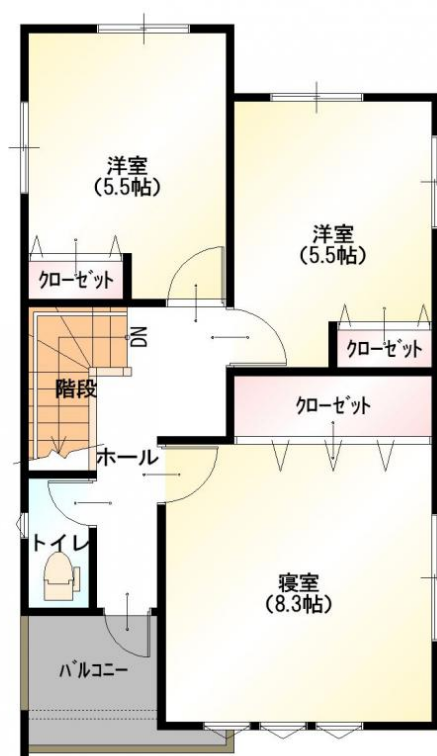 洋室
(5.5帖)
洋室
(5.5帖)
クローゼット
クローゼット
DN
階段
クローゼット
ホール
トイレ
寝室
(8.3帖)
バルコニー